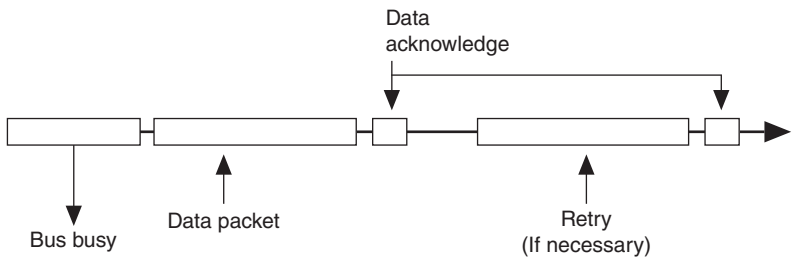 Data
acknowledge
Bus busy
Data packet
Retry
(If necessary)